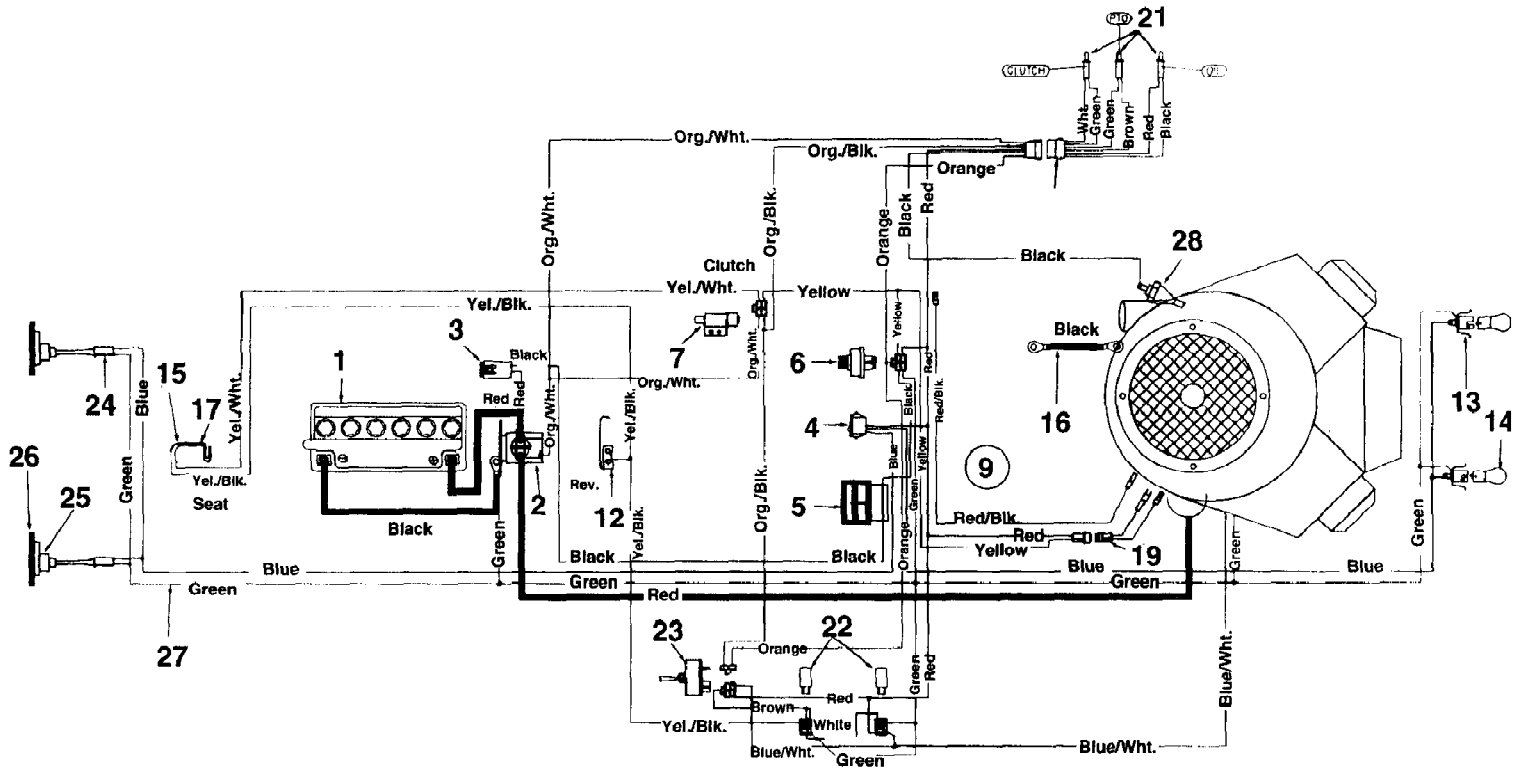 PTO
21
CLUTCH
Wht.
Green
Green
Brown
Red
Black
Org./Wht.
Org./Blk.
Orange
Org./Wht.
Org./Blk.
Orange
Black
Red
Black
28
Clutch
Yel./Wht.
Yellow
Yel./Blk.
3
Black
7
Org./Wht.
Yellow
6
Red
Black
16
13
14
15
17
24
Blue
Yel./Wht.
1
Red
Red
Org./Wht.
Org./Wht.
Yel./Blk.
Black
Red/Blk.
4
Blue
Yellow
9
26
25
Green
Yel./Blk.
Seat
Black
2
Rev.
12
Org./Blk.
5
Green
Red/Blk.
Red
19
Yellow
Green
Yel./Blk.
Black
Black
Orange
Green
Green
Blue
Green
Blue
Green
Blue
Green
Red
27
23
22
Orange
Green
Red
Blue/Wht.
Red
Brown
Yel./Blk.
White
Blue/Wht.
Green
Blue/Wht.